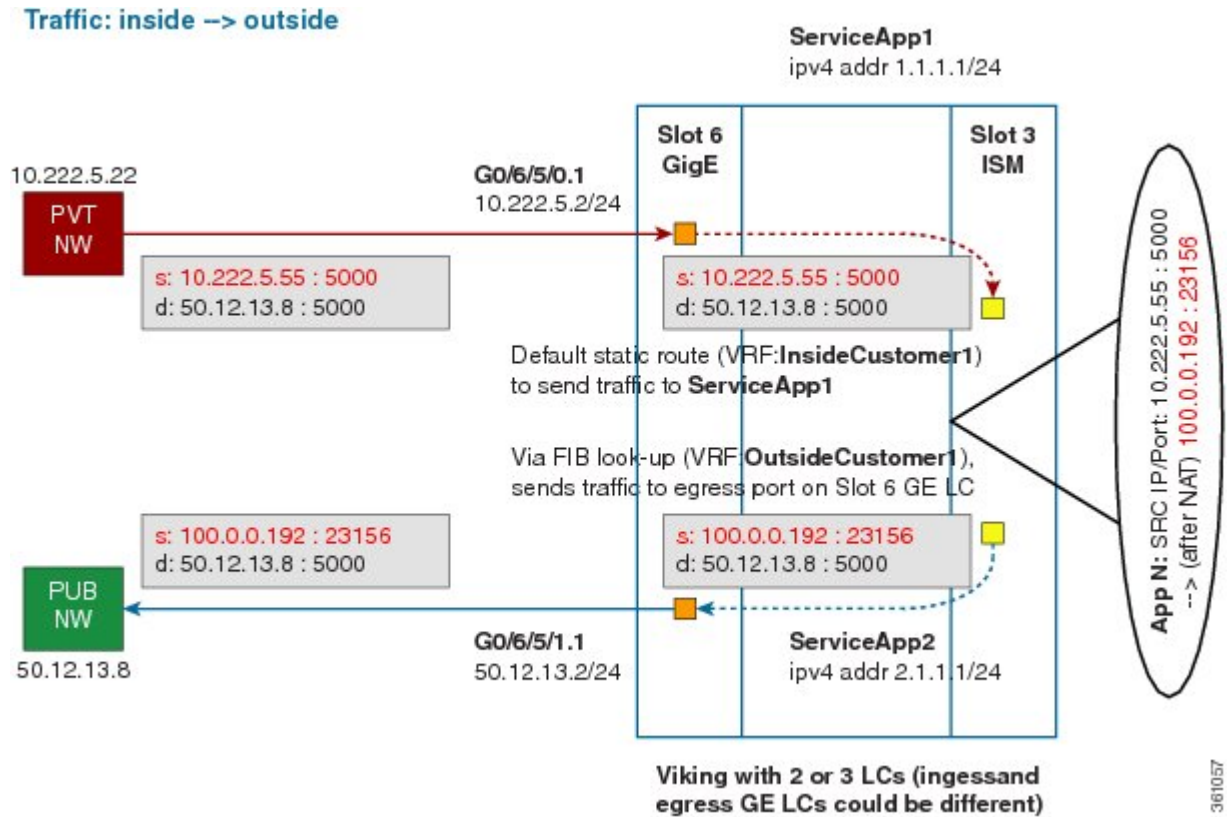 Traffic: inside --> outside
ServiceApp1
ipv4 addr 1.1.1.1/24
Slot 6
GigE
Slot 3
ISM
10.222.5.22
PVT
NW
G0/6/5/0.1
10.222.5.2/24
s: 10.222.5.55 : 5000
d: 50.12.13.8 : 5000
s: 10.222.5.55 : 5000
d: 50.12.13.8 : 5000
Default static route (VRF:InsideCustomer1)
to send traffic to ServiceApp1
Via FIB look-up (VRF:OutsideCustomer1),
sends traffic to egress port on Slot 6 GE LC
s: 100.0.0.192 : 23156
d: 50.12.13.8 : 5000
s: 100.0.0.192 : 23156
d: 50.12.13.8 : 5000
PUB
NW
50.12.13.8
G0/6/5/1.1
50.12.13.2/24
ServiceApp2
ipv4 addr 2.1.1.1/24
App N: SRC IP/Port: 10.222.5.55 : 5000
--> (after NAT) 100.0.0.192 : 23156
Viking with 2 or 3 LCs (ingessand
egress GE LCs could be different)
361057